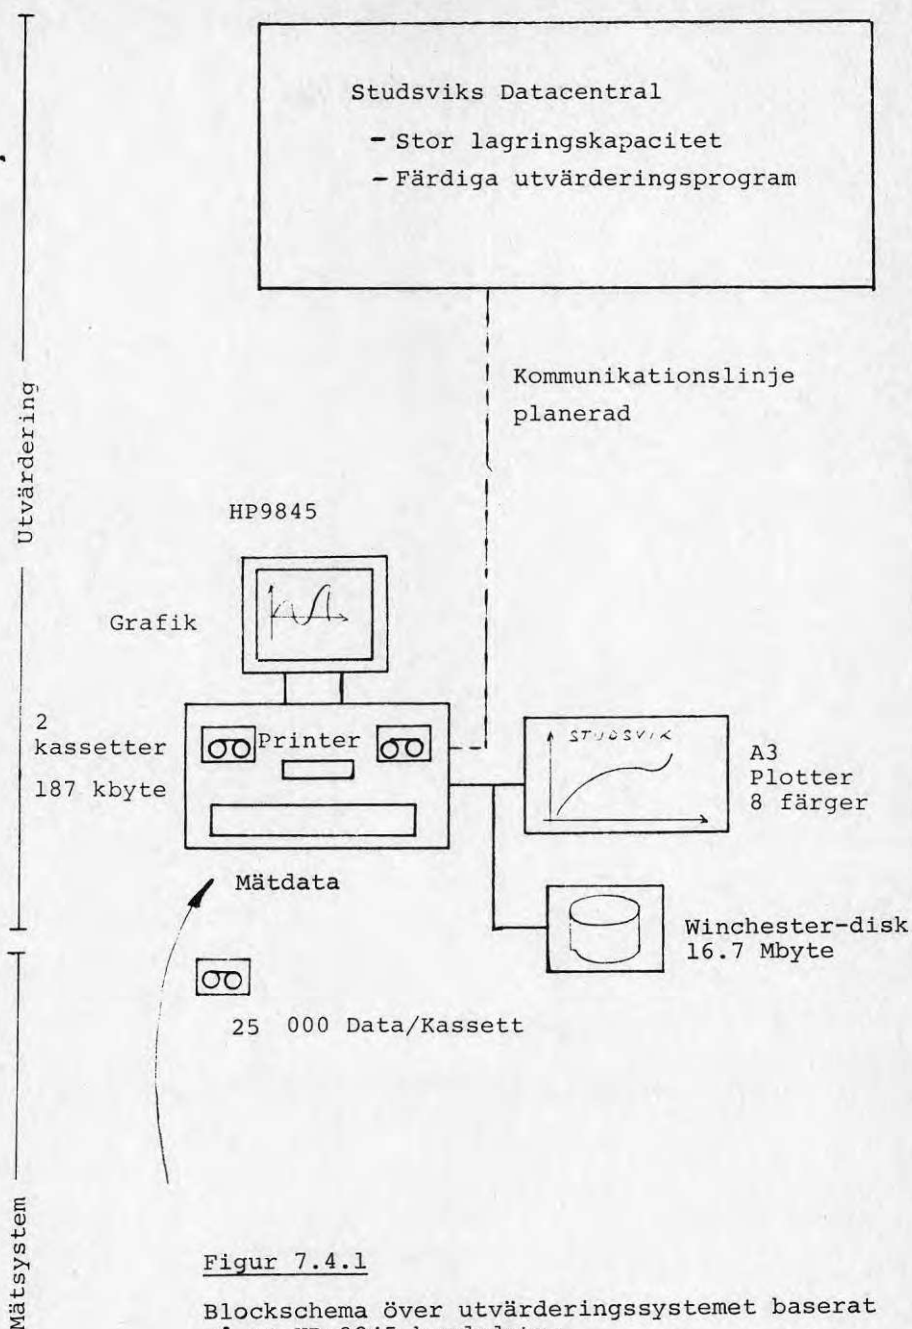 Studsviks Datacentral
- Stor lagringskapacitet
- Färdiga utvärderingsprogram
Kommunikationslinje
planerad
Utvärdering
HP9845
Grafik
2
kassetter
187 kbyte
Printer
STUDSVIK
A3
Plotter
8 färger
Mätdata
Winchester-disk
16.7 Mbyte
25 000 Data/Kassett
Mätsystem
Figur 7.4.1
Blockschema över utvärderingssystemet baserat